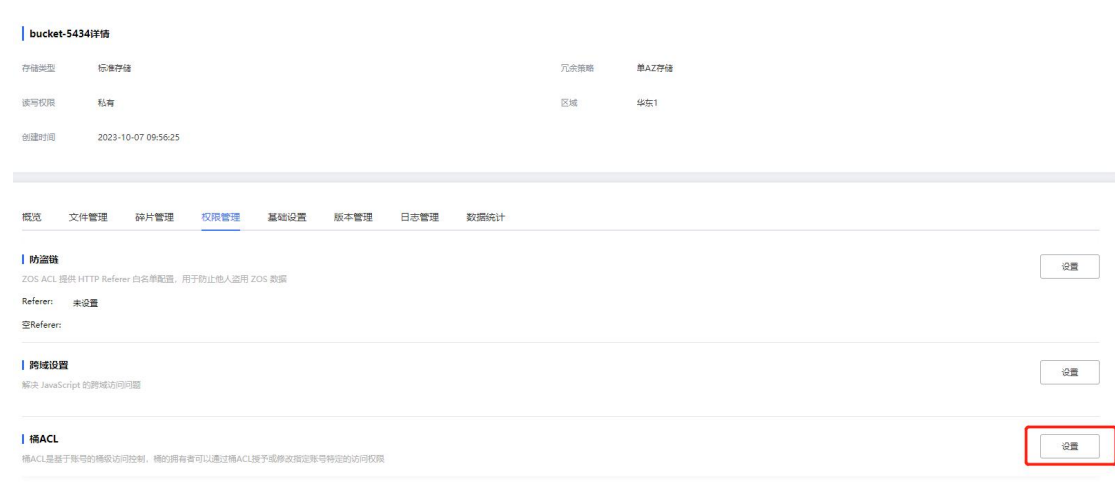 bucket-5434详情
存储类型 标准存储 冗余策略 单AZ存储
读写权限 私有 区域 华东1
创建时间 2023-10-07 09:56:25
概览 文件管理 碎片管理 权限管理 基础设置 版本管理 日志管理 数据统计
防盗链 设置
ZOS ACL 提供 HTTP Referer 白名单配置，用于防止他人盗用 ZOS 数据
Referer: 未设置
空Referer:
跨域设置 设置
解决 JavaScript 的跨域访问问题
桶ACL 设置
桶ACL是基于账号的桶级访问控制，桶的拥有者可以通过桶ACL授予或修改指定账号特定的访问权限